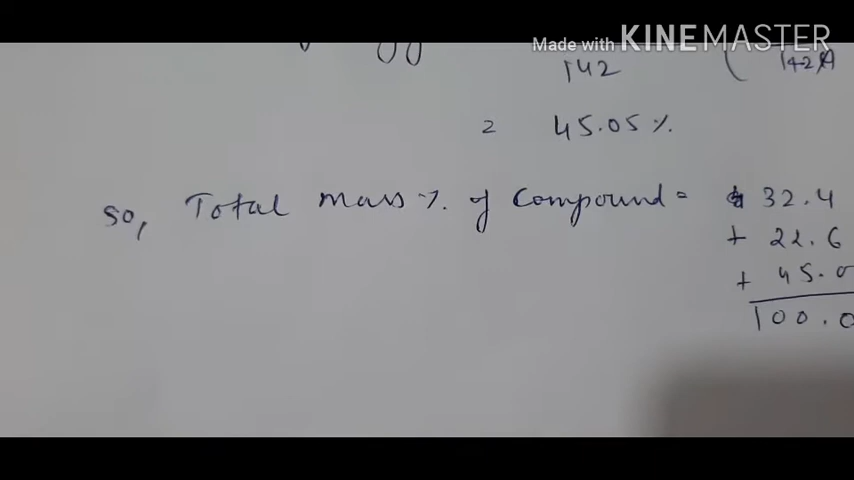 Made with KINEMASTER
142
= 45.05 %.
So, Total mass %. of Compound = 32.4
+ 22.6
+ 45.0
100.0